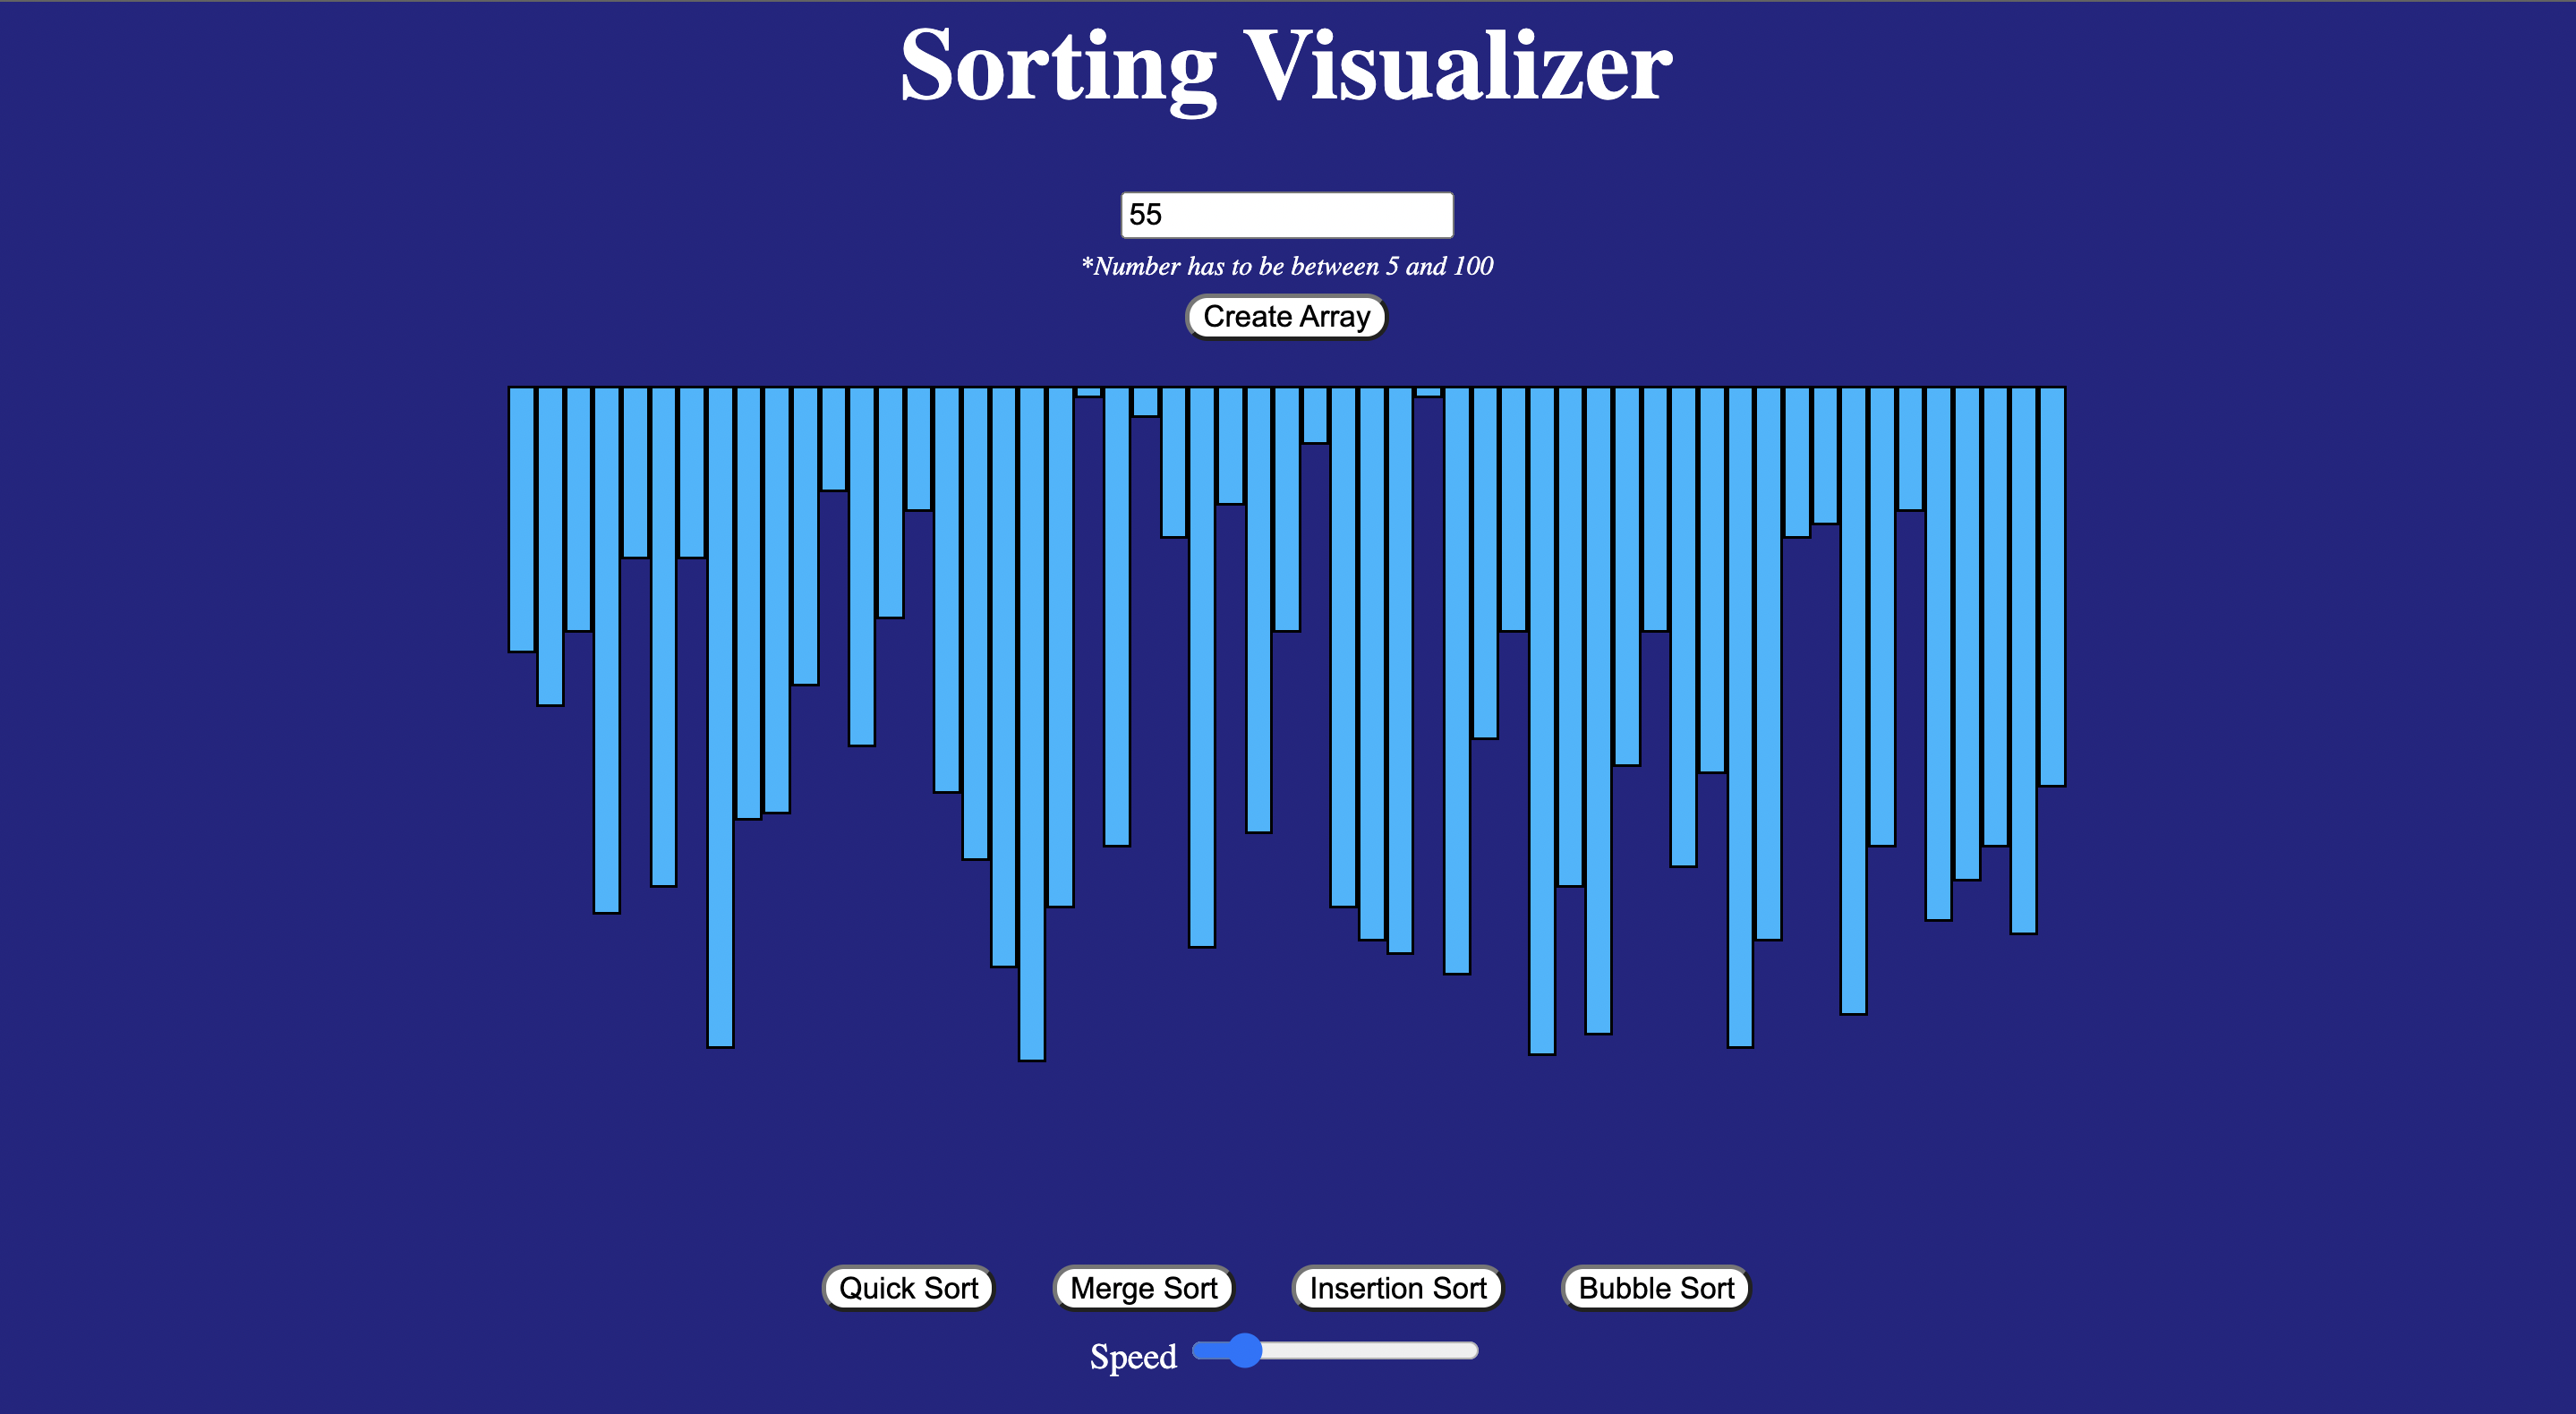 Sorting Visualizer
55
*Number has to be between 5 and 100
Create Array
Quick Sort Merge Sort Insertion Sort Bubble Sort
Speed